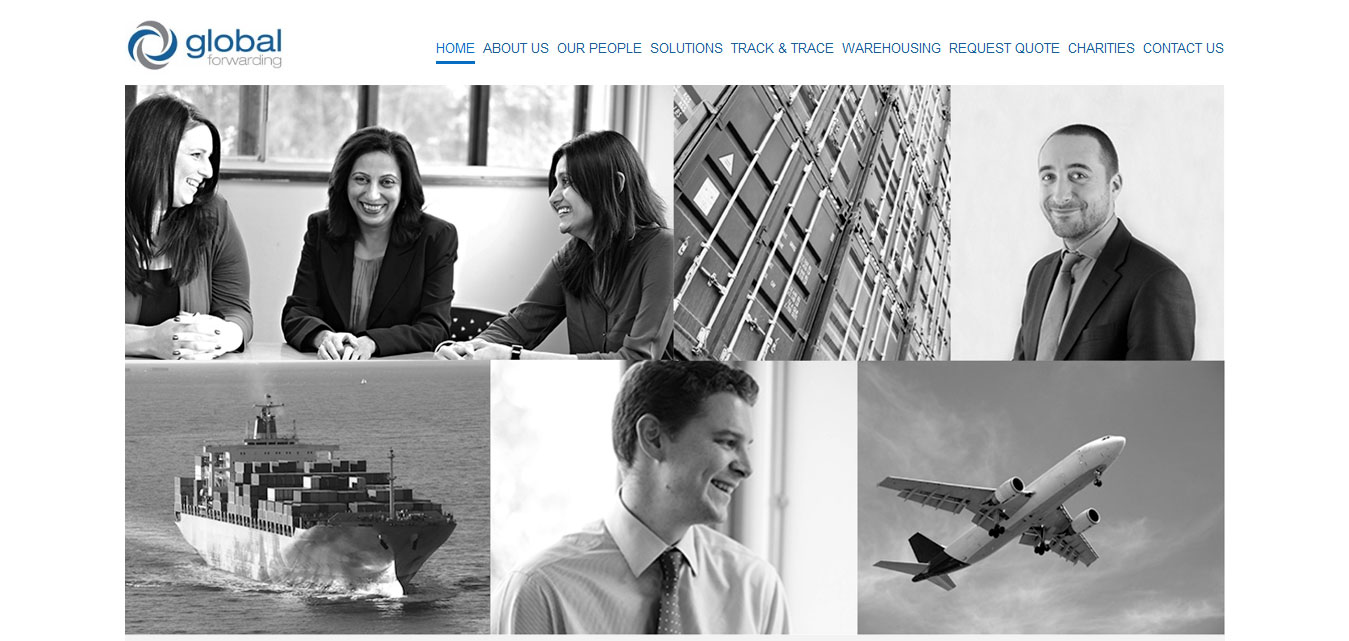 global
forwarding
HOME ABOUT US OUR PEOPLE SOLUTIONS TRACK & TRACE WAREHOUSING REQUEST QUOTE CHARITIES CONTACT US